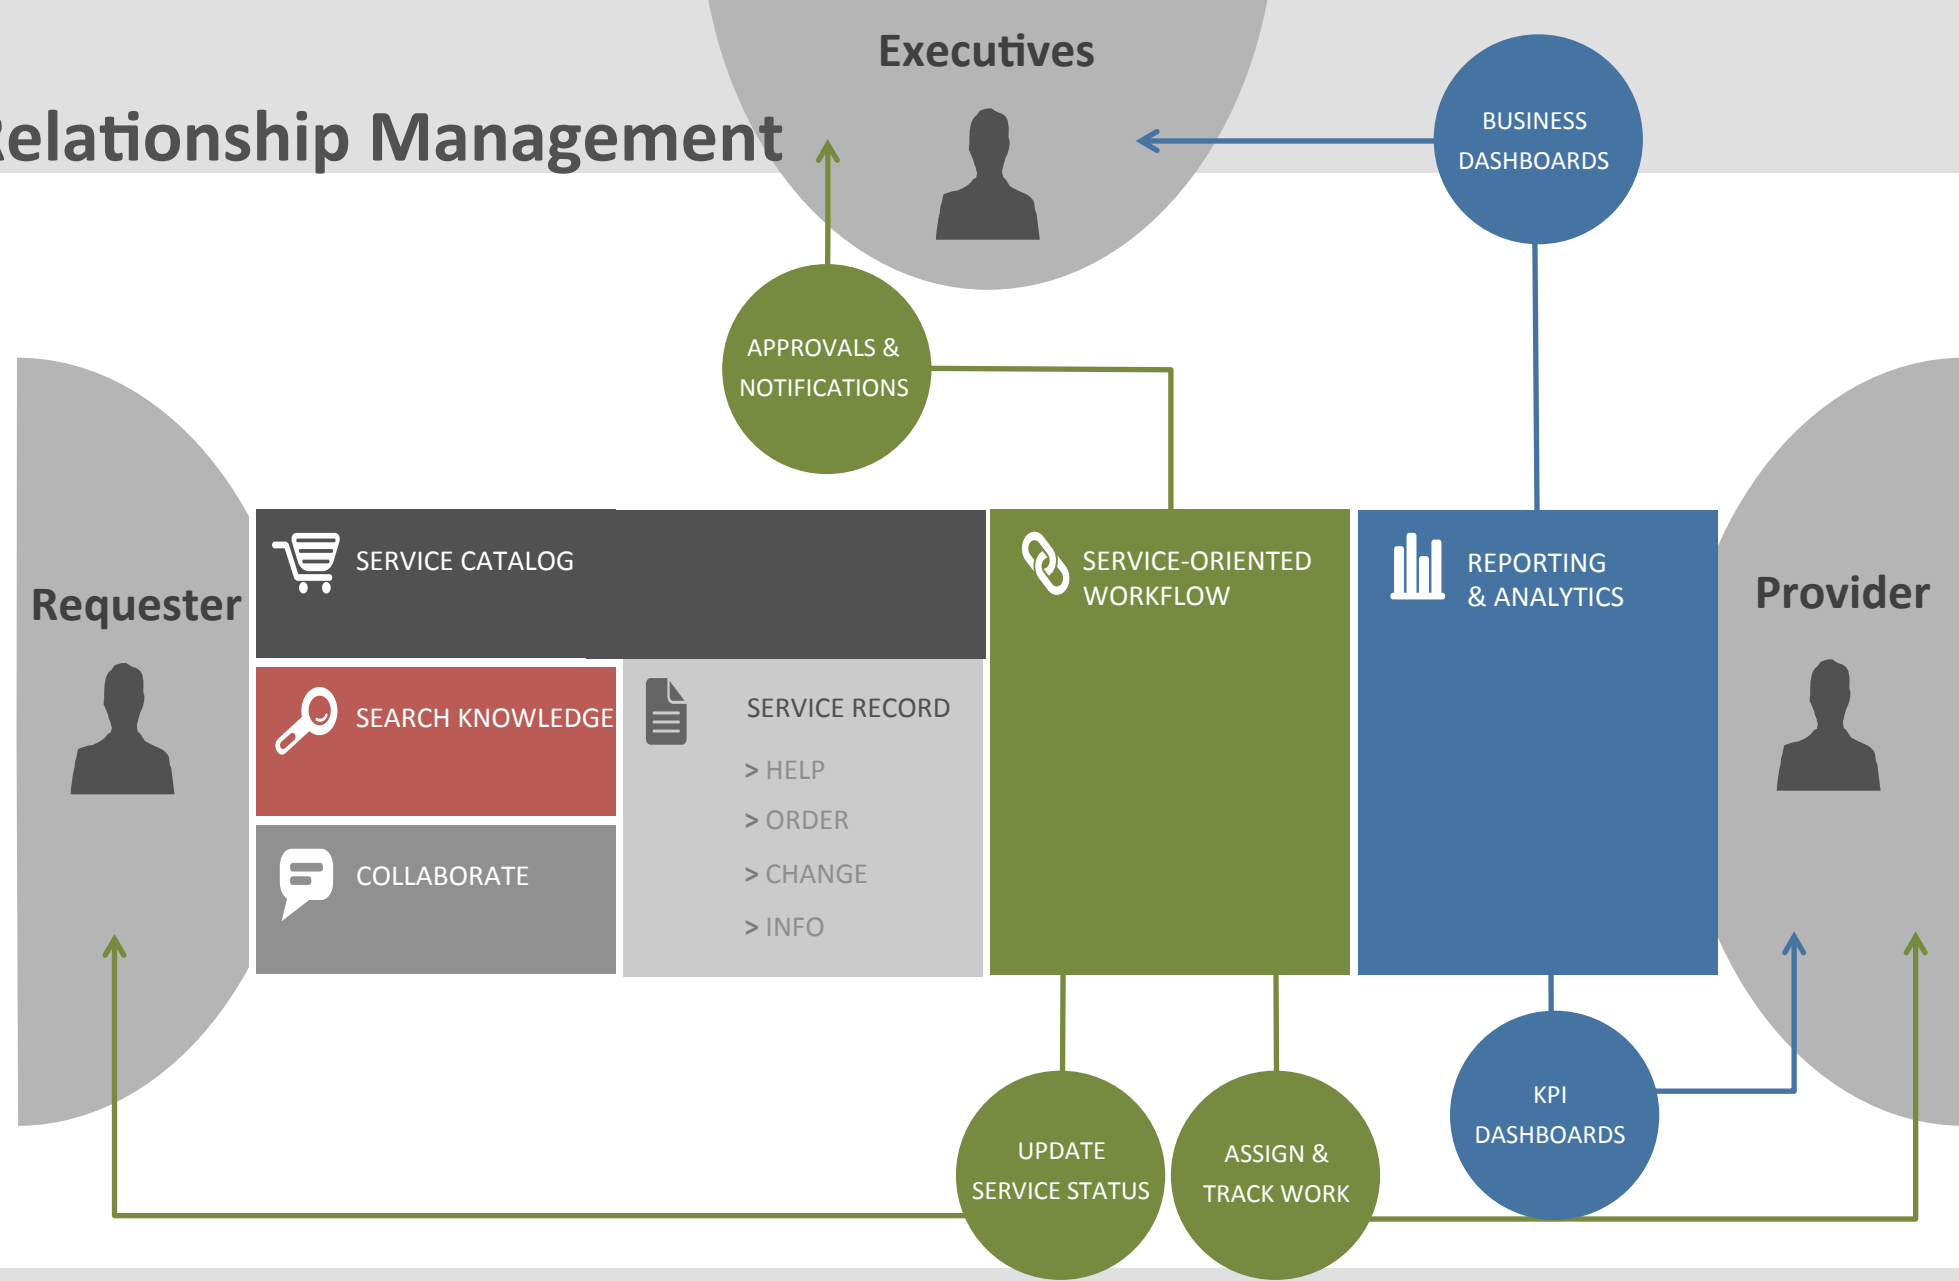 Executives
Relationship Management
BUSINESS
DASHBOARDS
APPROVALS &
NOTIFICATIONS
Requester
SERVICE CATALOG
SEARCH KNOWLEDGE
COLLABORATE
SERVICE RECORD
> HELP
> ORDER
> CHANGE
> INFO
SERVICE-ORIENTED
WORKFLOW
REPORTING
& ANALYTICS
Provider
UPDATE
SERVICE STATUS
ASSIGN &
TRACK WORK
KPI
DASHBOARDS